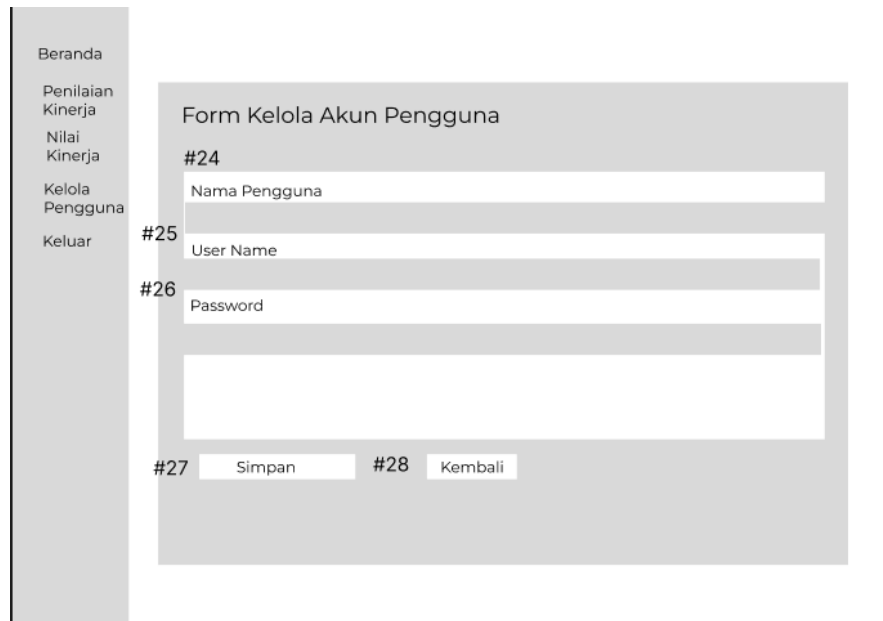 Beranda
Penilaian
Kinerja
Nilai
Kinerja
Kelola
Pengguna
Keluar
Form Kelola Akun Pengguna
#24
Nama Pengguna
#25
User Name
#26
Password
#27
Simpan
#28
Kembali